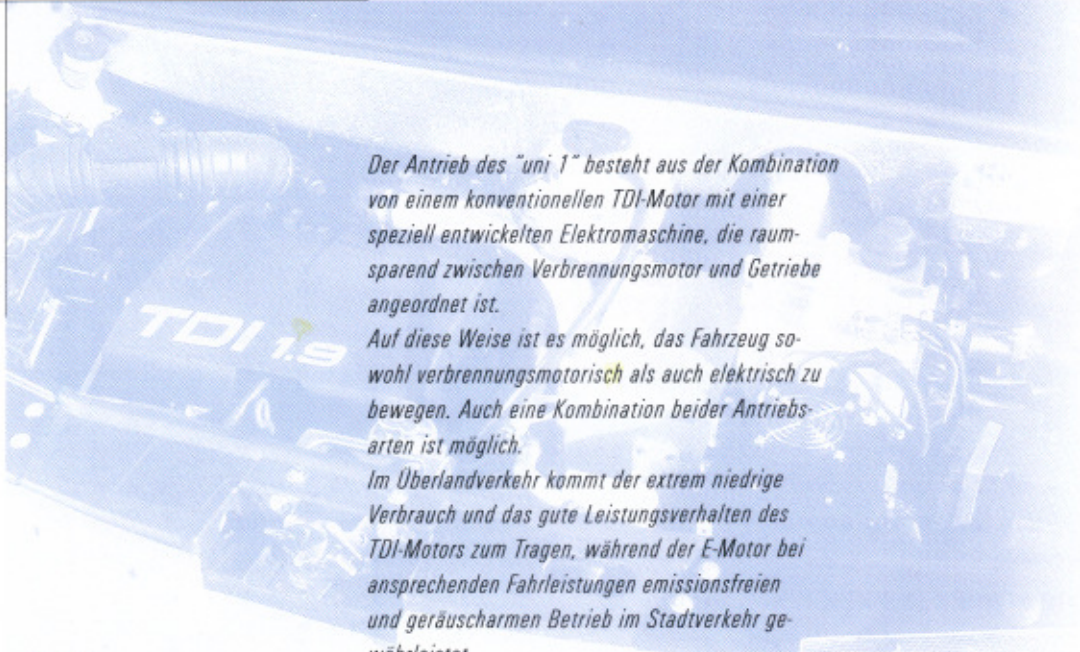 Der Antrieb des "uni 1" besteht aus der Kombination
von einem konventionellen TDI-Motor mit einer
speziell entwickelten Elektromaschine, die raum-
sparend zwischen Verbrennungsmotor und Getriebe
angeordnet ist.
Auf diese Weise ist es möglich, das Fahrzeug so-
wohl verbrennungsmotorisch als auch elektrisch zu
bewegen. Auch eine Kombination beider Antriebs-
arten ist möglich.
Im Überlandverkehr kommt der extrem niedrige
Verbrauch und das gute Leistungsverhalten des
TDI-Motors zum Tragen, während der E-Motor bei
ansprechenden Fahrleistungen emissionsfreien
und geräuscharmen Betrieb im Stadtverkehr ge-
währleistet.
TDI 1.9